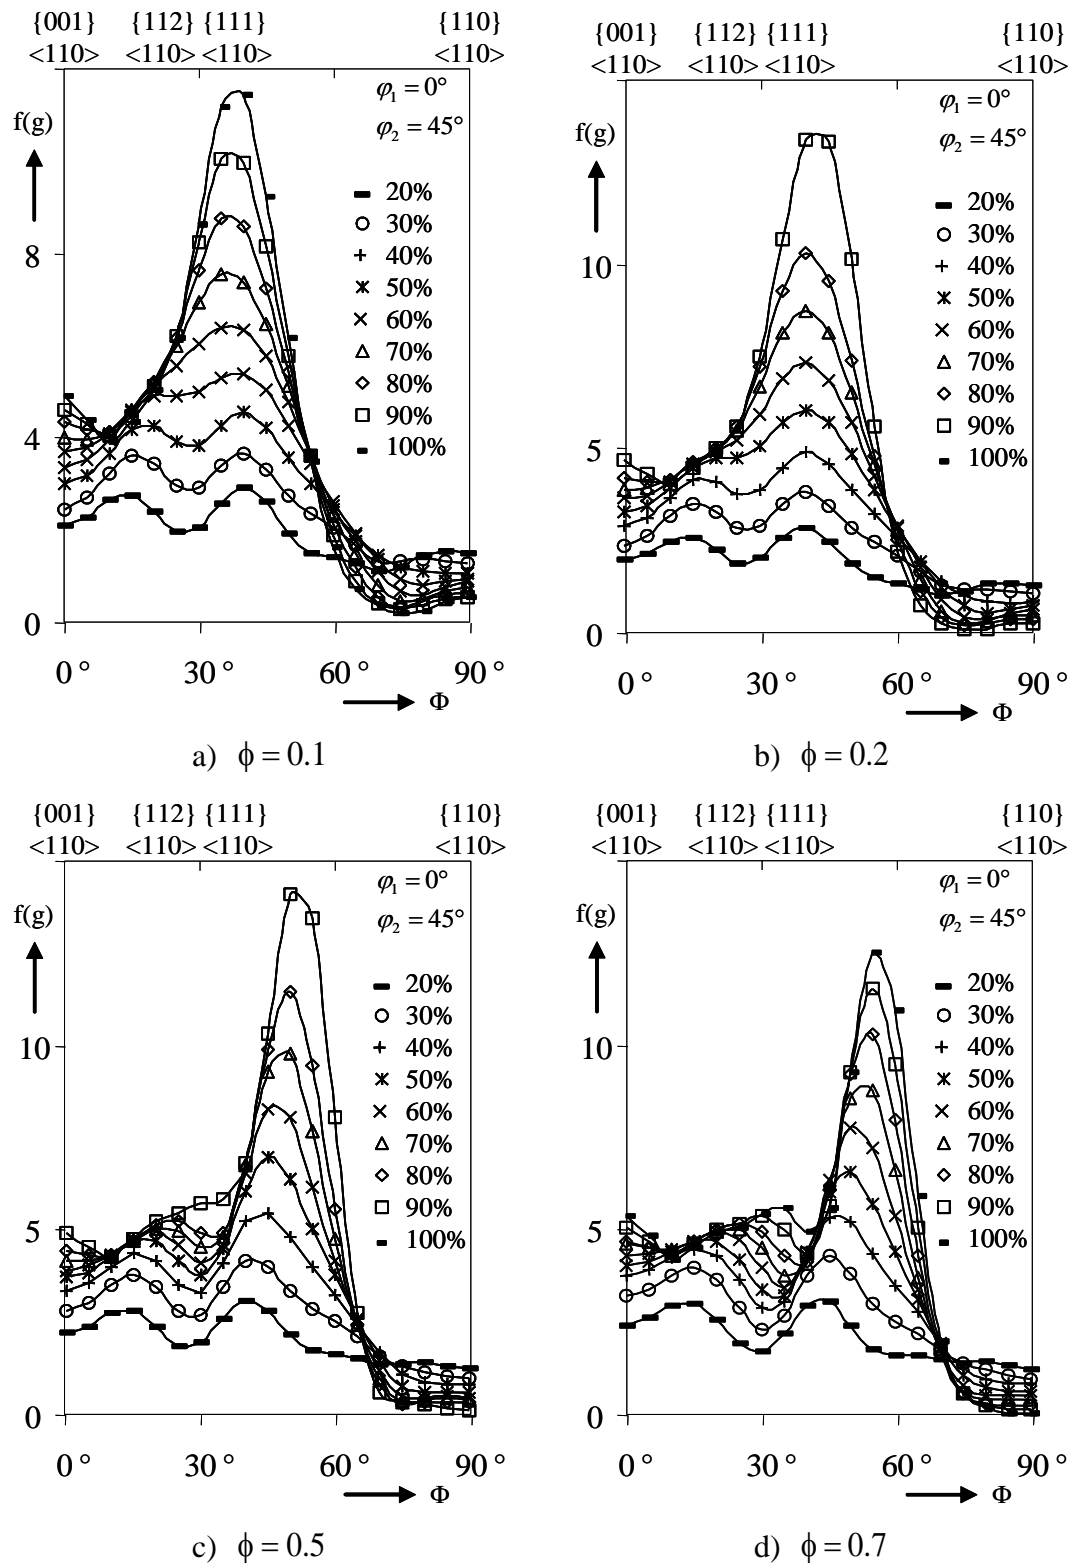 {001} {112} {111} {110}
<110> <110> <110> <110>
f(g)
φ₁ = 0°
φ₂ = 45°
20%
30%
40%
50%
60%
70%
80%
90%
100%
8
4
0
0° 30° 60° 90°
Φ
a) ϕ = 0.1
{001} {112} {111} {110}
<110> <110> <110> <110>
f(g)
φ₁ = 0°
φ₂ = 45°
20%
30%
40%
50%
60%
70%
80%
90%
100%
10
5
0
0° 30° 60° 90°
Φ
b) ϕ = 0.2
{001} {112} {111} {110}
<110> <110> <110> <110>
f(g)
φ₁ = 0°
φ₂ = 45°
20%
30%
40%
50%
60%
70%
80%
90%
100%
10
5
0
0° 30° 60° 90°
Φ
c) ϕ = 0.5
{001} {112} {111} {110}
<110> <110> <110> <110>
f(g)
φ₁ = 0°
φ₂ = 45°
20%
30%
40%
50%
60%
70%
80%
90%
100%
10
5
0
0° 30° 60° 90°
Φ
d) ϕ = 0.7